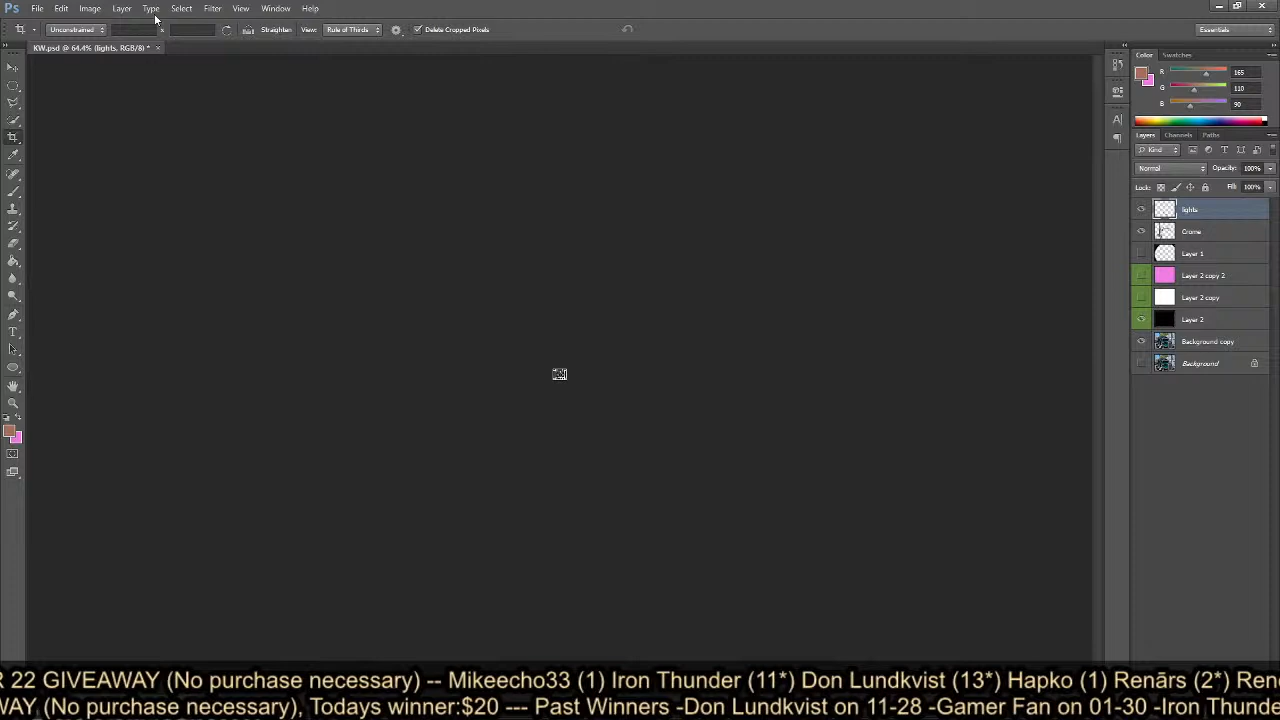 Ps File Edit Image Layer Type Select Filter View Window Help
Unconstrained x Straighten View: Rule of Thirds Delete Cropped Pixels Essentials
KW.psd @ 64.4% (lights, RGB/8) * ×
Color Swatches
R 165
G 110
B 90
Layers Channels Paths
Kind
Normal Opacity: 100%
Lock: Fill: 100%
lights
Crome
Layer 1
Layer 2 copy 2
Layer 2 copy
Layer 2
Background copy
Background
R 22 GIVEAWAY (No purchase necessary) -- Mikeecho33 (1) Iron Thunder (11*) Don Lundkvist (13*) Hapko (1) Renārs (2*) Ren
WAY (No purchase necessary), Todays winner:$20 --- Past Winners -Don Lundkvist on 11-28 -Gamer Fan on 01-30 -Iron Thunde